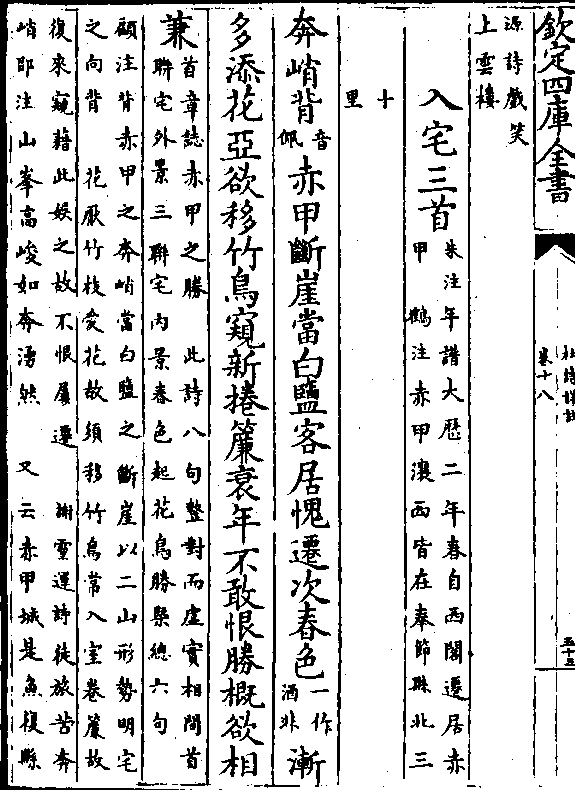 欽定四庫全書
杜詩詳註
卷十八
五十五
源詩戲笑
上雲樓
入宅三首 朱注年譜大歷二年春自西閣遷居赤
甲 鶴注赤甲瀼西皆在奉節縣北三
十
里
奔峭背 音佩 赤甲斷崖當白鹽客居愧遷次春色 一作酒非 漸
多添花亞欲移竹鳥窺新捲簾衰年不敢恨勝概欲相
兼 首章誌赤甲之勝 此詩八句整對而虛實相間首
聯宅外景三聯宅内景春色起花鳥勝槩總六句
顧注背赤甲之奔峭當白鹽之斷崖以二山形勢明宅
之向背 花厭竹枝 花故須移竹鳥常入室卷簾故
復來窺藉此娱之故不恨屢遷 謝靈運詩徒旅苦奔
峭即注山峯高峻如奔湧然 又云赤甲城是魚復縣